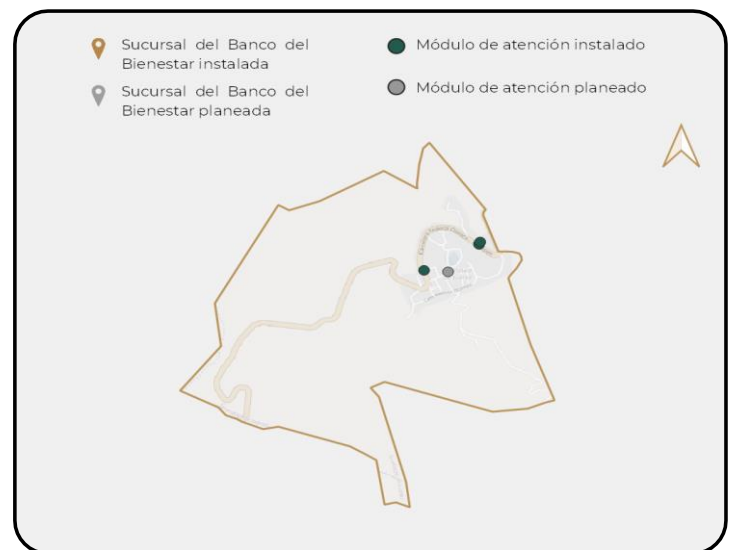 Sucursal del Banco del
Bienestar instalada
Sucursal del Banco del
Bienestar planeada
Módulo de atención instalado
Módulo de atención planeado